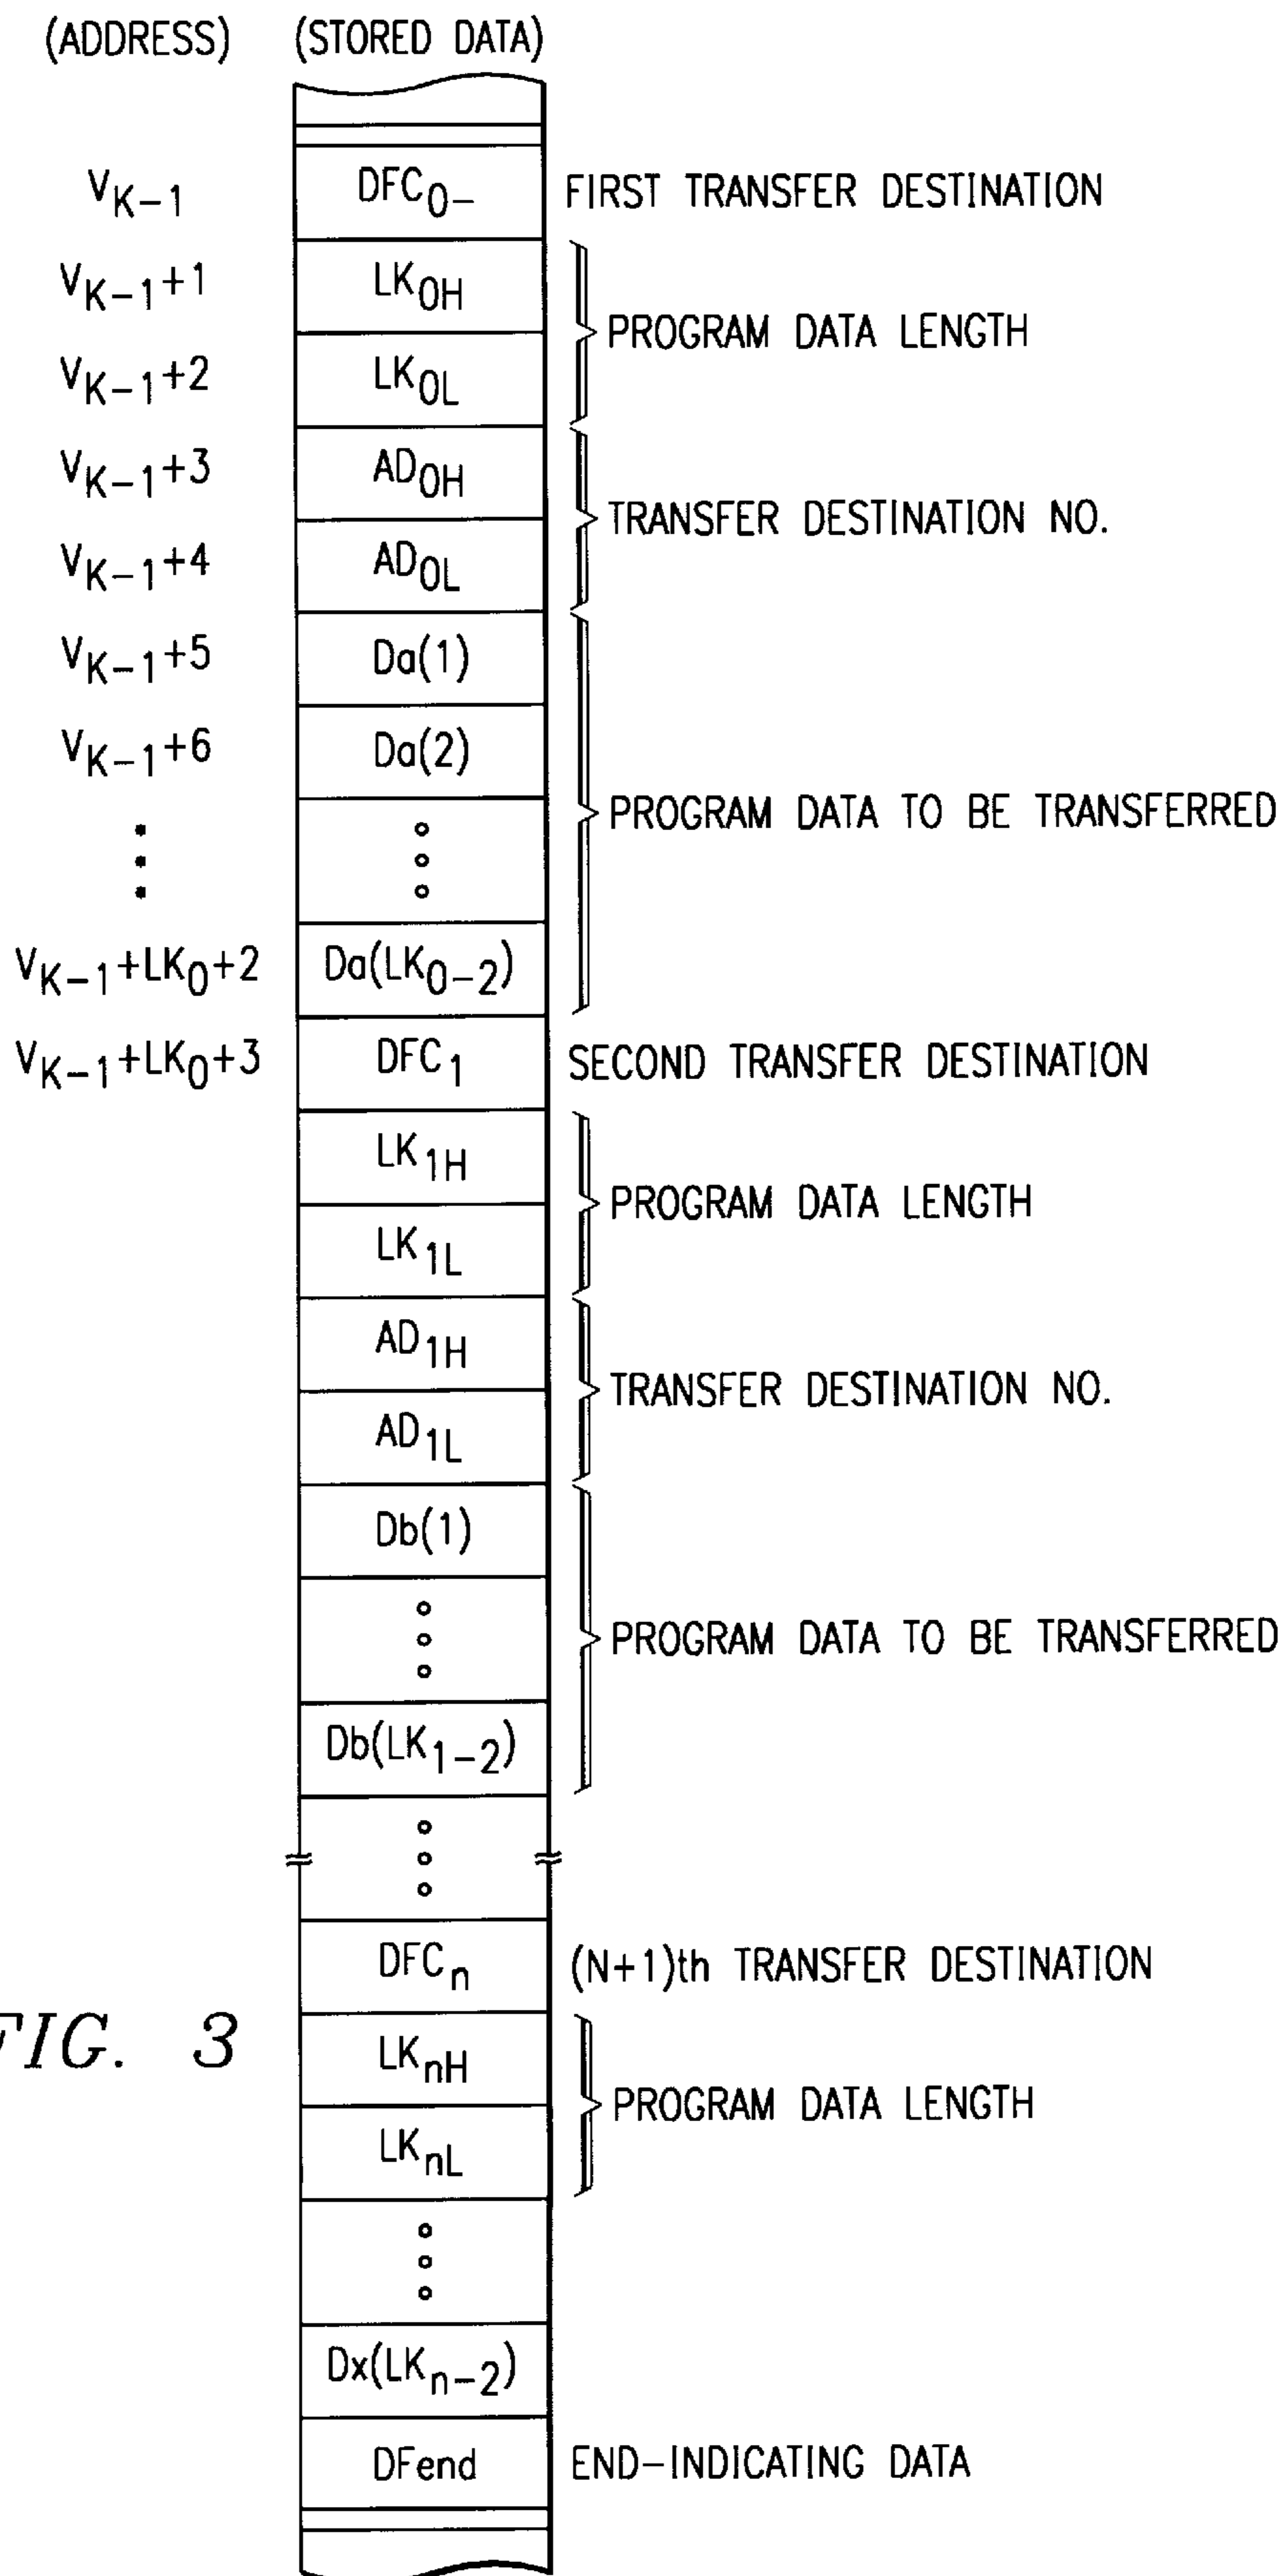 (ADDRESS) (STORED DATA)
V_{K-1} DFC_{0-} FIRST TRANSFER DESTINATION
V_{K-1}+1 LK_{0H}
PROGRAM DATA LENGTH
V_{K-1}+2 LK_{0L}
V_{K-1}+3 AD_{0H}
TRANSFER DESTINATION NO.
V_{K-1}+4 AD_{0L}
V_{K-1}+5 Da(1)
V_{K-1}+6 Da(2)
PROGRAM DATA TO BE TRANSFERRED
V_{K-1}+LK_0+2 Da(LK_{0-2})
V_{K-1}+LK_0+3 DFC_1 SECOND TRANSFER DESTINATION
LK_{1H}
PROGRAM DATA LENGTH
LK_{1L}
AD_{1H}
TRANSFER DESTINATION NO.
AD_{1L}
Db(1)
PROGRAM DATA TO BE TRANSFERRED
Db(LK_{1-2})
DFC_n (N+1)th TRANSFER DESTINATION
FIG. 3
LK_{nH}
PROGRAM DATA LENGTH
LK_{nL}
Dx(LK_{n-2})
DFend END-INDICATING DATA